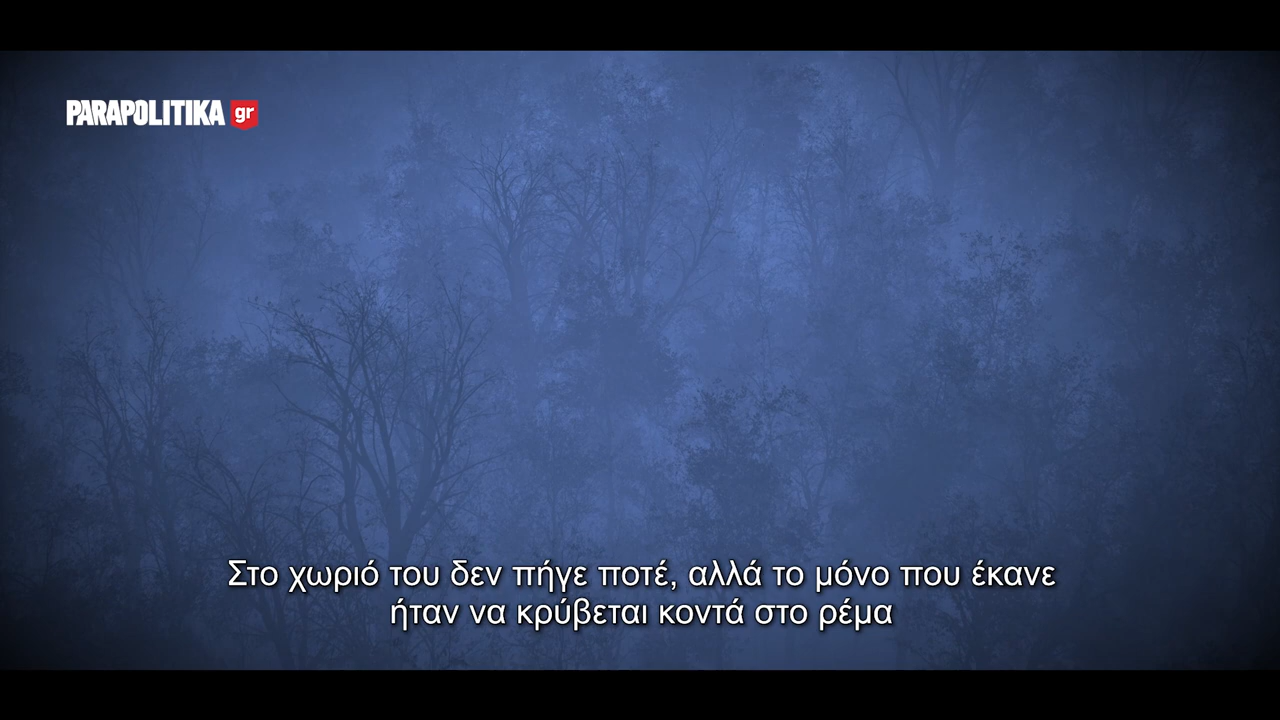 PARAPOLITIKA gr
Στο χωριό του δεν πήγε ποτέ, αλλά το μόνο που έκανε
ήταν να κρύβεται κοντά στο ρέμα